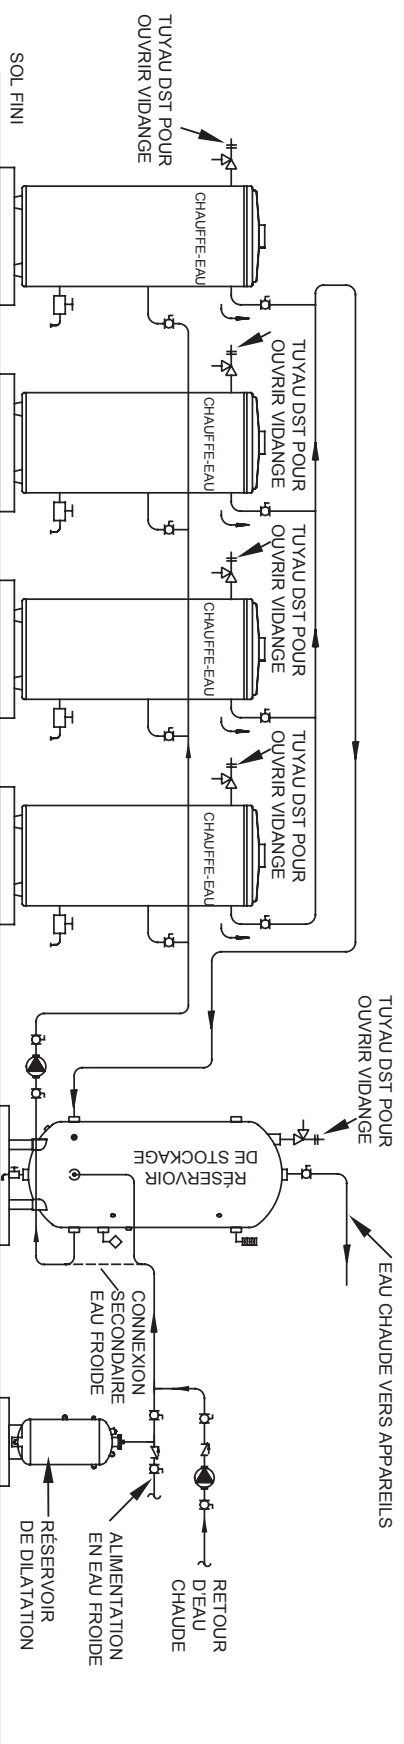 TUYAU DST POUR
OUVRIR VIDANGE
SOL FINI
CHAUFFE-EAU
TUYAU DST POUR
OUVRIR VIDANGE
CHAUFFE-EAU
TUYAU DST POUR
OUVRIR VIDANGE
CHAUFFE-EAU
TUYAU DST POUR
OUVRIR VIDANGE
CHAUFFE-EAU
TUYAU DST POUR
OUVRIR VIDANGE
RÉSERVOIR
DE STOCKAGE
EAU CHAUDE VERS APPAREILS
CONNEXION
SECONDAIRE
EAU FROIDE
RETOUR
D'EAU
CHAUDE
ALIMENTATION
EN EAU FROIDE
RÉSERVOIR
DE DILATATION